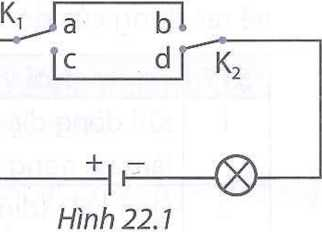 K₁ a b
c d K₂
+ −
Hình 22.1